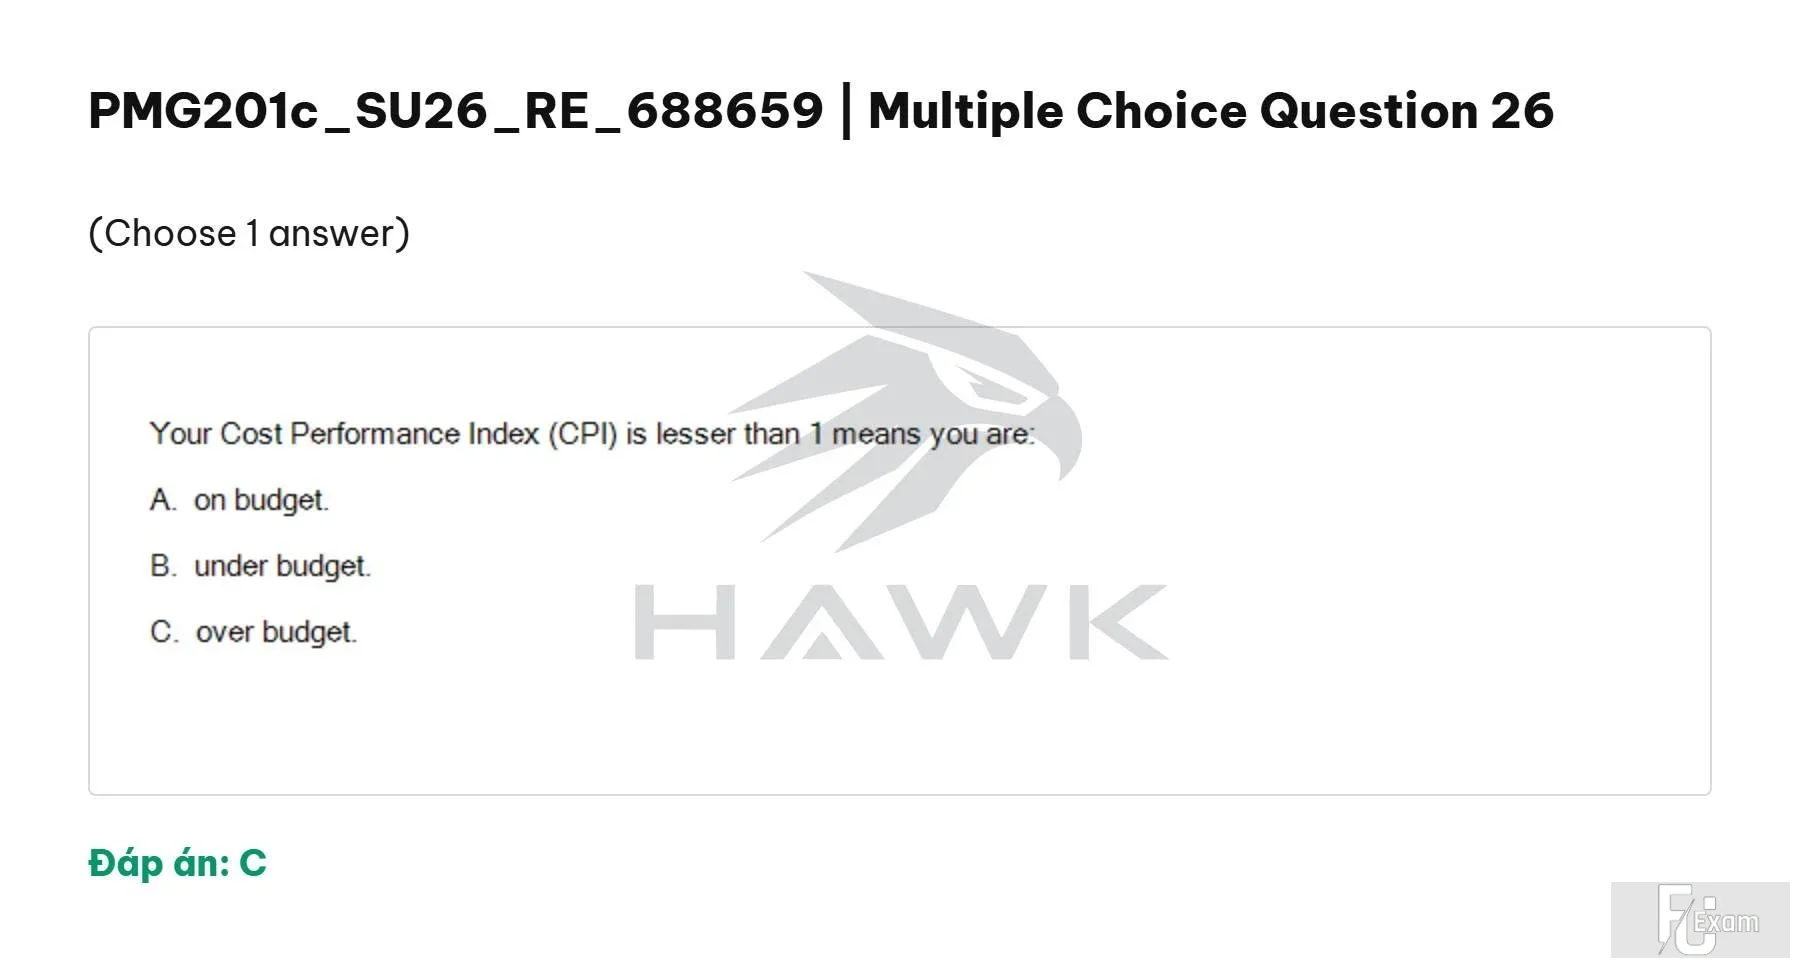 PMG201c_SU26_RE_688659 | Multiple Choice Question 26
(Choose 1 answer)
Your Cost Performance Index (CPI) is lesser than 1 means you are:
A. on budget.
B. under budget.
C. over budget.
HAWK
Đáp án: C
FU Exam